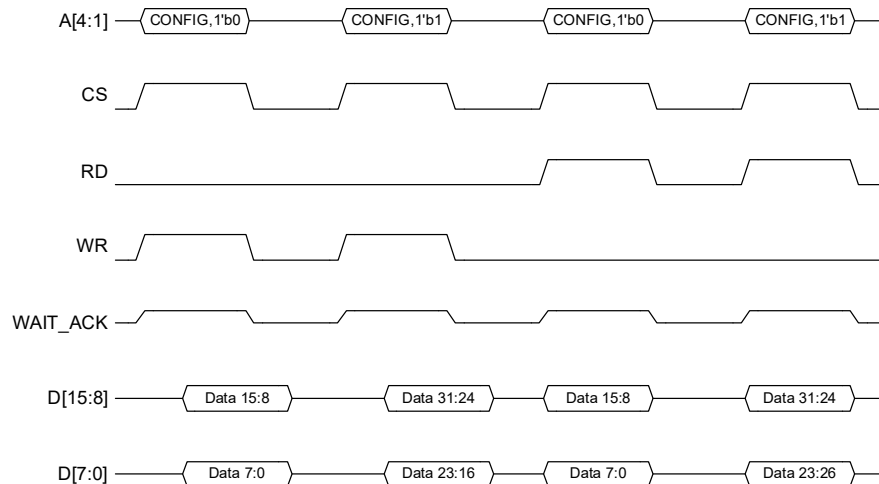 A[4:1] CONFIG,1'b0 CONFIG,1'b1 CONFIG,1'b0 CONFIG,1'b1
CS
RD
WR
WAIT_ACK
D[15:8] Data 15:8 Data 31:24 Data 15:8 Data 31:24
D[7:0] Data 7:0 Data 23:16 Data 7:0 Data 23:26